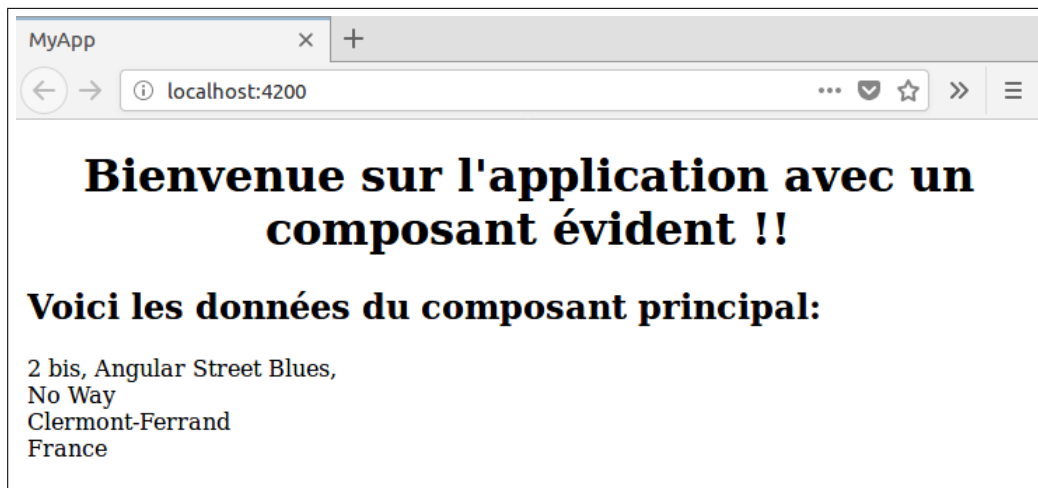 MyApp
localhost:4200
Bienvenue sur l'application avec un
composant évident !!
Voici les données du composant principal:
2 bis, Angular Street Blues,
No Way
Clermont-Ferrand
France